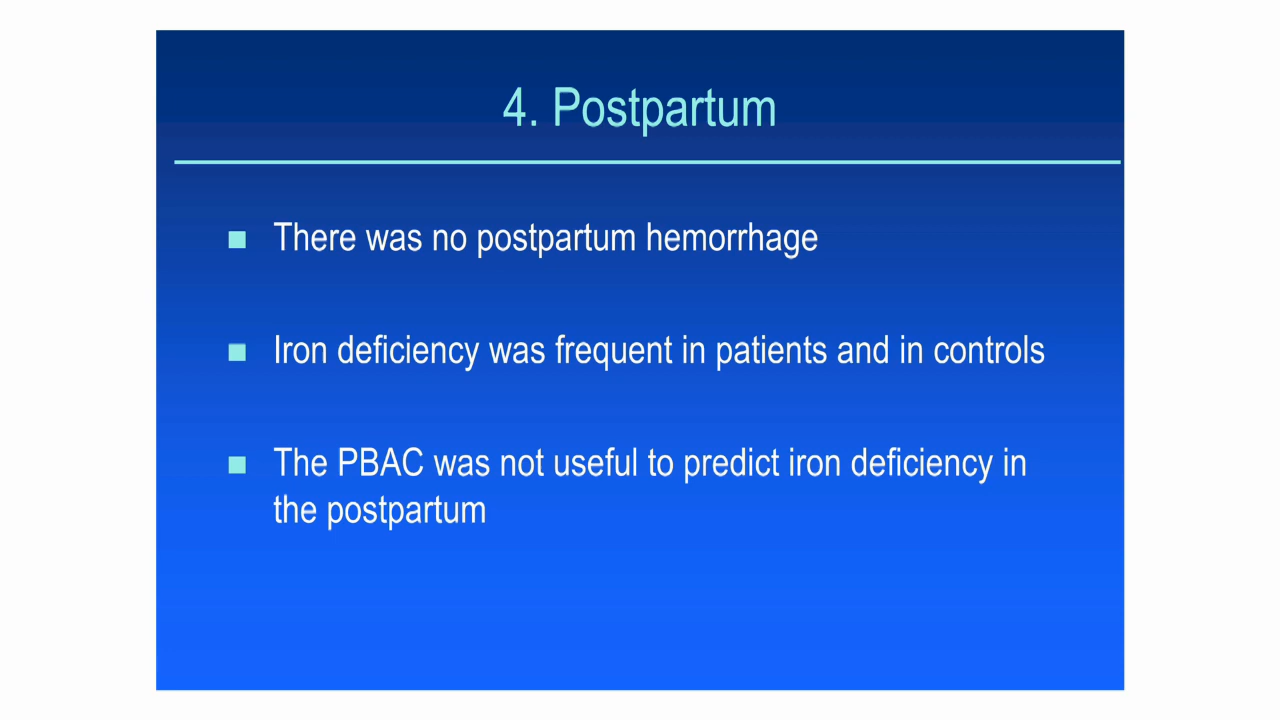 4. Postpartum
There was no postpartum hemorrhage
Iron deficiency was frequent in patients and in controls
The PBAC was not useful to predict iron deficiency in
the postpartum